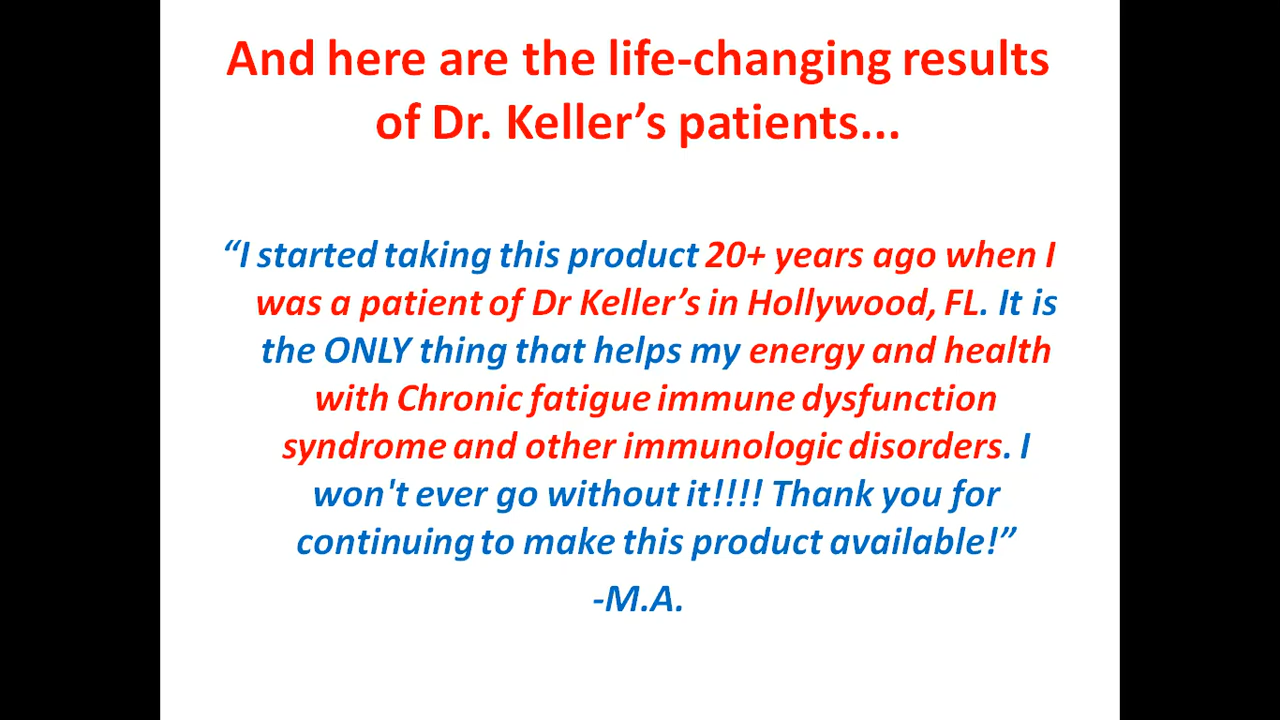 And here are the life-changing results
of Dr. Keller’s patients...
“I started taking this product 20+ years ago when I
was a patient of Dr Keller’s in Hollywood, FL. It is
the ONLY thing that helps my energy and health
with Chronic fatigue immune dysfunction
syndrome and other immunologic disorders. I
won't ever go without it!!!! Thank you for
continuing to make this product available!”
-M.A.